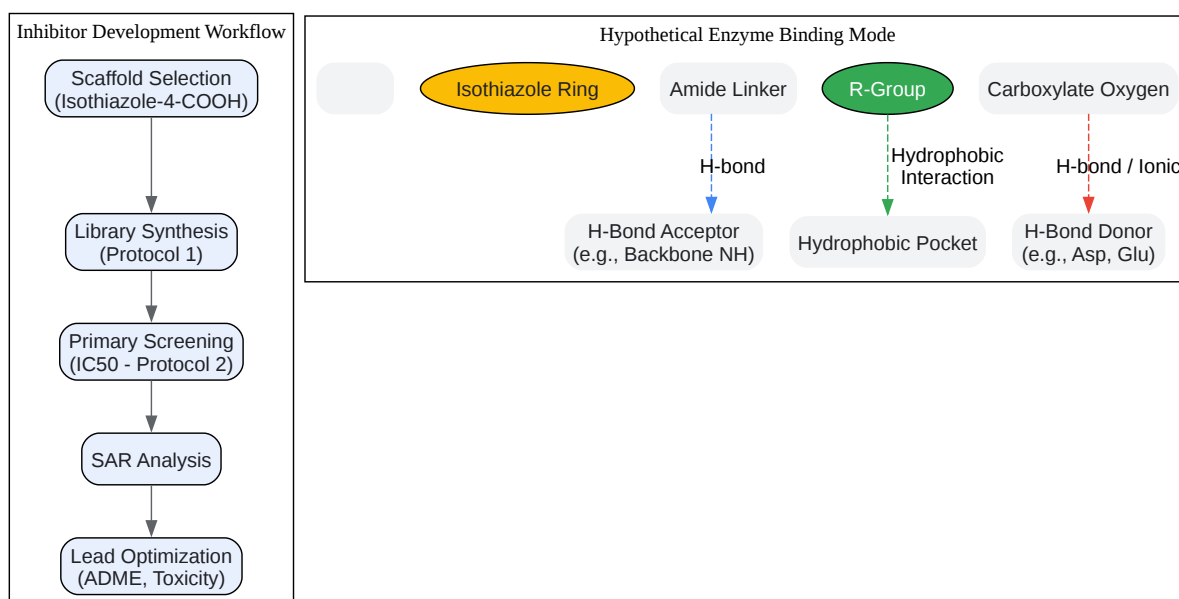 Inhibitor Development Workflow
Scaffold Selection
(Isothiazole-4-COOH)
Library Synthesis
(Protocol 1)
Primary Screening
(IC50 - Protocol 2)
SAR Analysis
Lead Optimization
(ADME, Toxicity)
Hypothetical Enzyme Binding Mode
Isothiazole Ring
Amide Linker
R-Group
Carboxylate Oxygen
H-bond
Hydrophobic
Interaction
H-bond / Ionic
H-Bond Acceptor
(e.g., Backbone NH)
Hydrophobic Pocket
H-Bond Donor
(e.g., Asp, Glu)